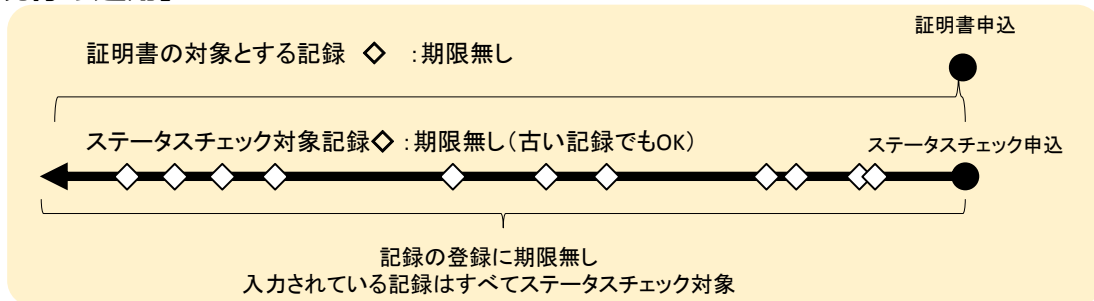 証明書申込
証明書の対象とする記録 ◇ :期限無し
ステータスチェック対象記録◇:期限無し(古い記録でもOK)
ステータスチェック申込
記録の登録に期限無し
入力されている記録はすべてステータスチェック対象